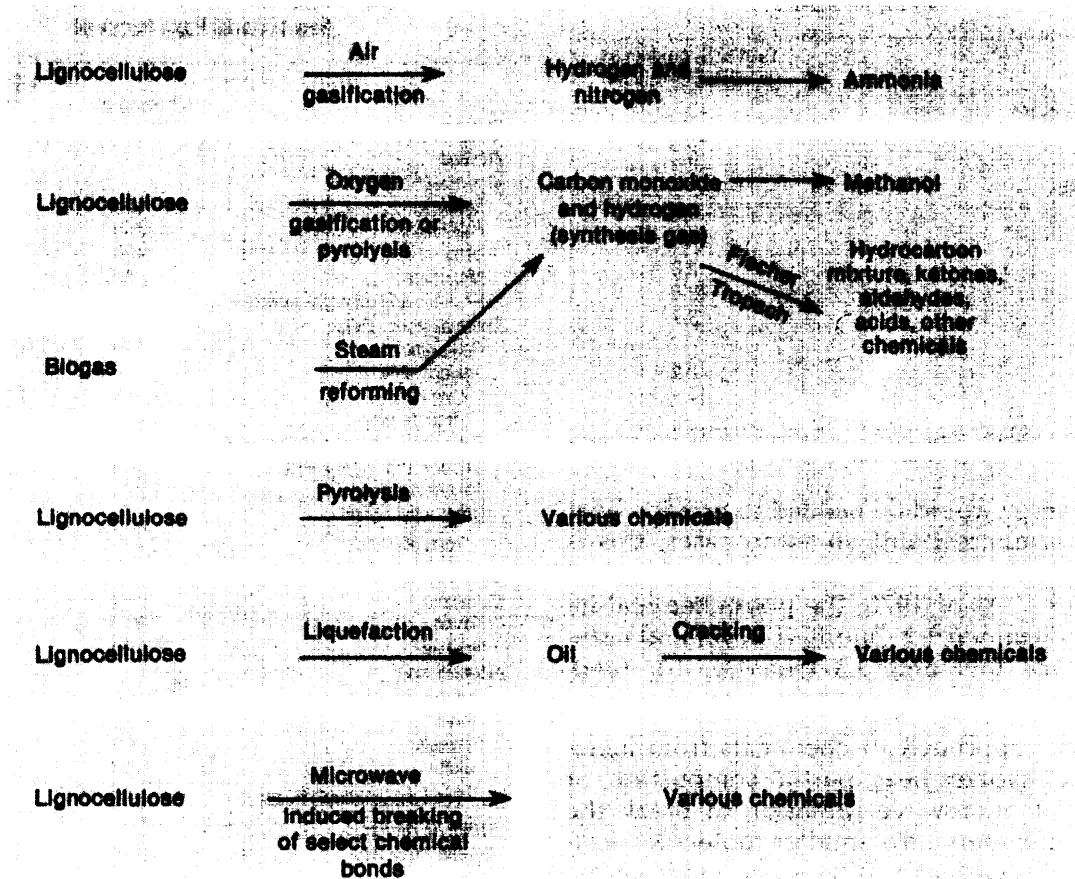 Air
Lignocellulose
gasification
Hydrogen and
nitrogen
Ammonia
Lignocellulose
Oxygen
gasification or
pyrolysis
Carbon monoxide
and hydrogen
(synthesis gas)
Methanol
Fischer
Tropsch
Hydrocarbon
mixture, ketones,
aldehydes,
acids, other
chemicals
Biogas
Steam
reforming
Lignocellulose
Pyrolysis
Various chemicals
Lignocellulose
Liquefaction
Oil
Cracking
Various chemicals
Lignocellulose
Microwave
Induced breaking
of select chemical
bonds
Various chemicals